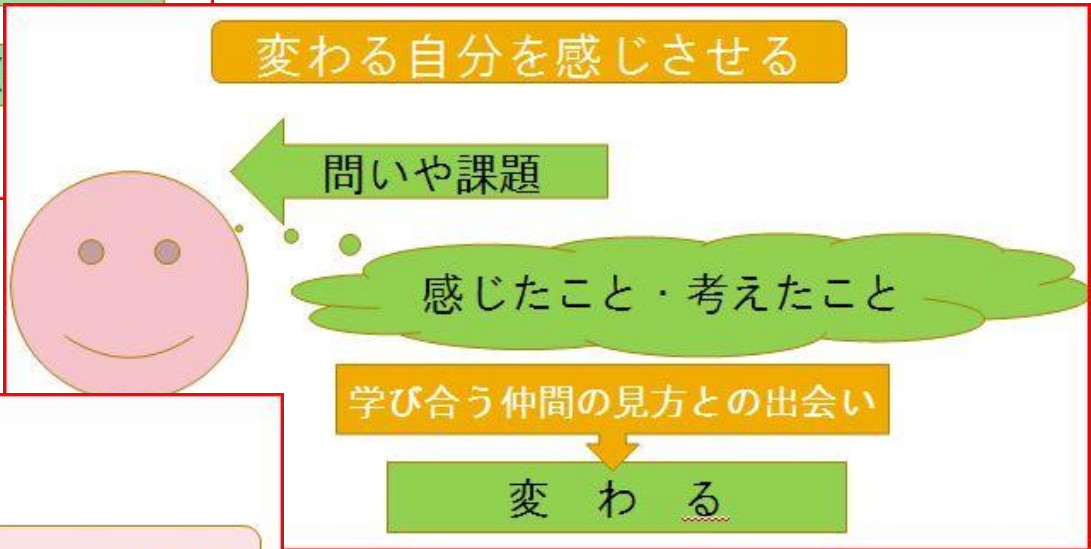 変わる自分を感じさせる
問いや課題
感じたこと・考えたこと
学び合う仲間の見方との出会い
変　わ　る